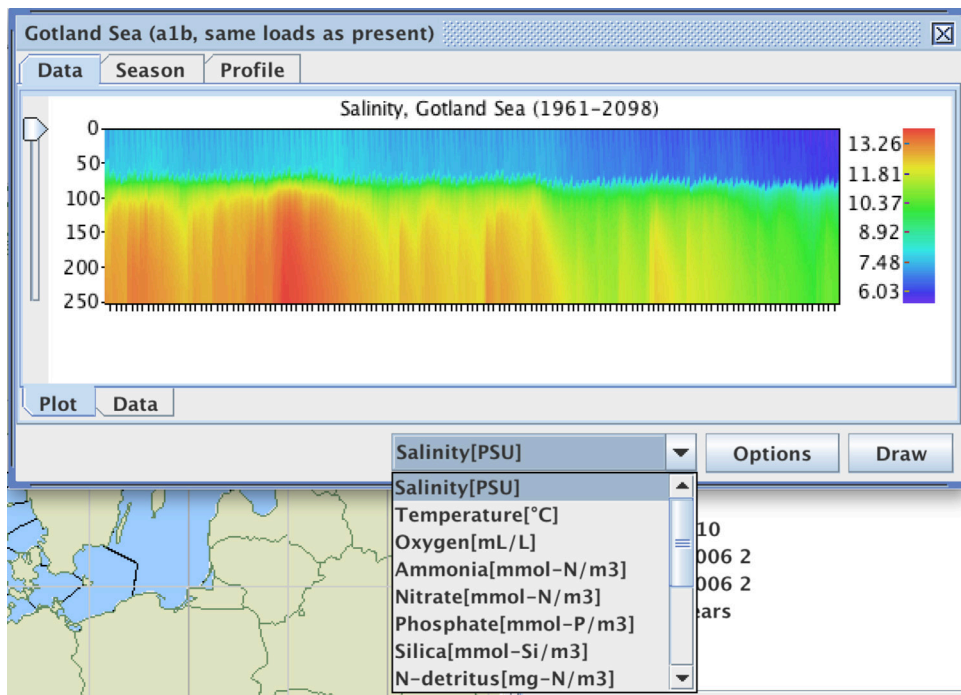 Gotland Sea (a1b, same loads as present)
Data Season Profile
Salinity, Gotland Sea (1961-2098)
0
50
100
150
200
250
13.26
11.81
10.37
8.92
7.48
6.03
Plot Data
Salinity[PSU] Options Draw
Salinity[PSU]
Temperature[°C]
Oxygen[mL/L]
Ammonia[mmol-N/m3]
Nitrate[mmol-N/m3]
Phosphate[mmol-P/m3]
Silica[mmol-Si/m3]
N-detritus[mg-N/m3]
10
006 2
006 2
ears